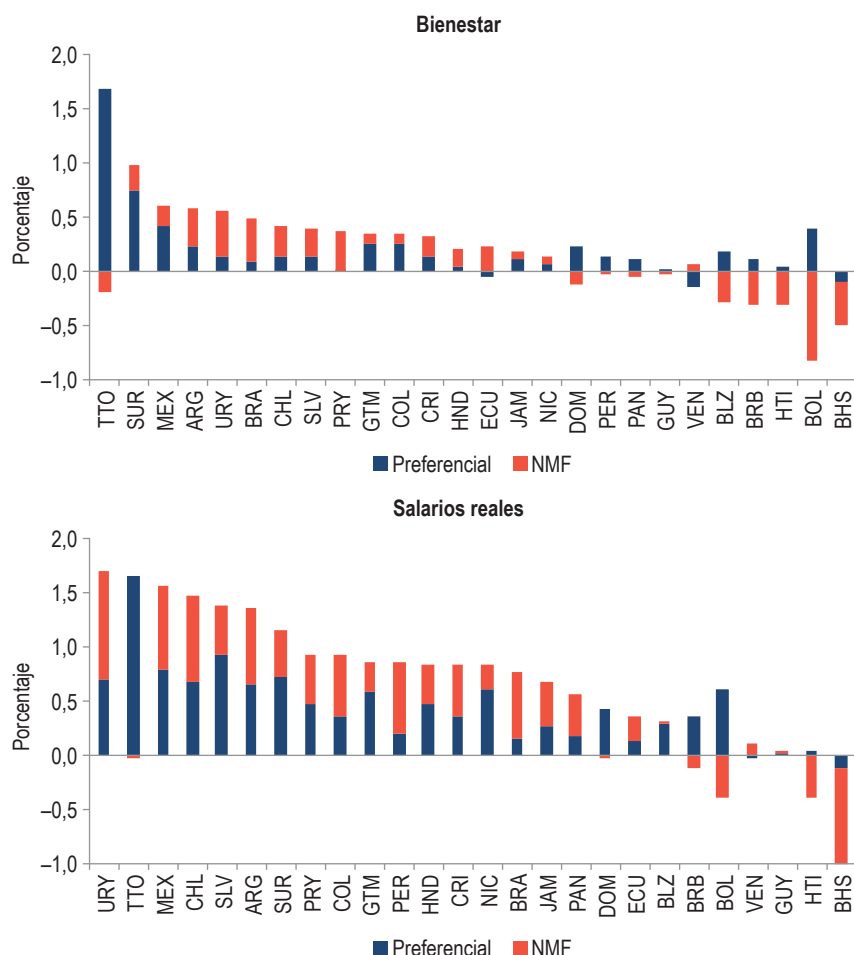 Bienestar
Porcentaje
2,0
1,5
1,0
0,5
0,0
–0,5
–1,0
TTO SUR MEX ARG URY BRA CHL SLV PRY GTM COL CRI HND ECU JAM NIC DOM PER PAN GUY VEN BLZ BRB HTI BOL BHS
Preferencial NMF
Salarios reales
Porcentaje
2,0
1,5
1,0
0,5
0,0
–0,5
–1,0
URY TTO MEX CHL SLV ARG SUR PRY COL GTM PER HND CRI NIC BRA JAM PAN DOM ECU BLZ BRB BOL VEN GUY HTI BHS
Preferencial NMF